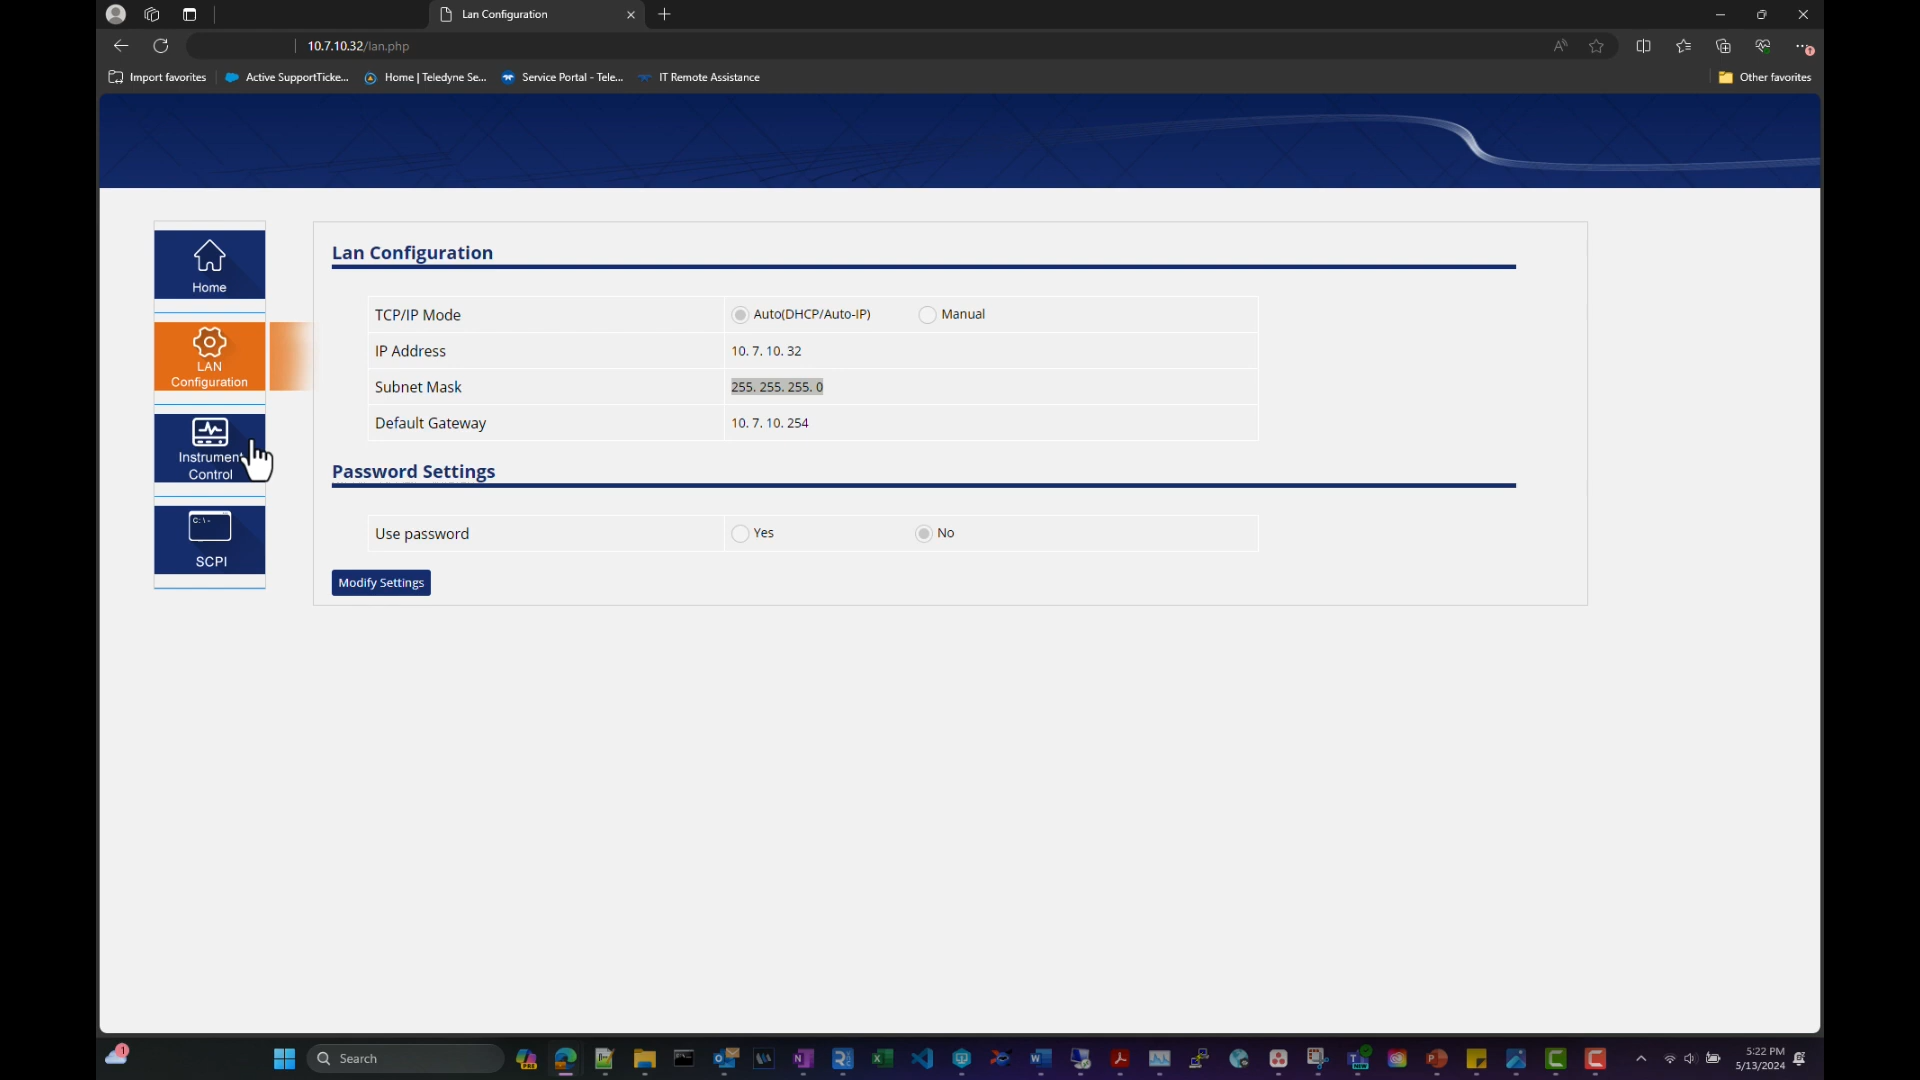 Lan Configuration
10.7.10.32/lan.php
Import favorites
Active SupportTicke...
Home | Teledyne Se...
Service Portal - Tele...
IT Remote Assistance
Other favorites
Home
LAN
Configuration
Instrument
Control
C:\-
SCPI
Lan Configuration
TCP/IP Mode Auto(DHCP/Auto-IP) Manual
IP Address 10. 7. 10. 32
Subnet Mask 255. 255. 255. 0
Default Gateway 10. 7. 10. 254
Password Settings
Use password Yes No
Modify Settings
1
Search
5:22 PM
5/13/2024